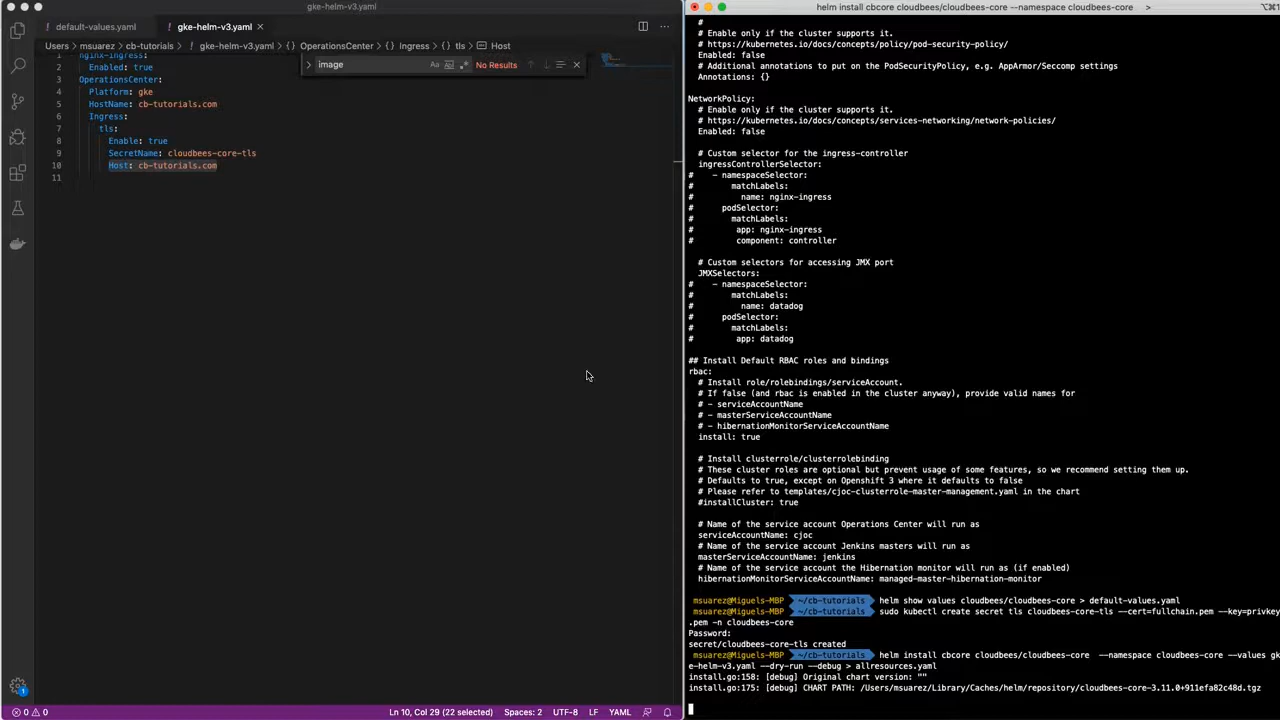 gke-helm-v3.yaml
default-values.yaml
gke-helm-v3.yaml
Users > msuarez > cb-tutorials > gke-helm-v3.yaml > {} OperationsCenter > {} Ingress > {} tls > Host
image
Aa
No Results
1 nginx-ingress:
2 Enabled: true
3 OperationsCenter:
4 Platform: gke
5 HostName: cb-tutorials.com
6 Ingress:
7 tls:
8 Enable: true
9 SecretName: cloudbees-core-tls
10 Host: cb-tutorials.com
11
1
0 0
Ln 10, Col 29 (22 selected)
Spaces: 2
UTF-8
LF
YAML
helm install cbcore cloudbees/cloudbees-core --namespace cloudbees-core >
⌥⌘1
#
# Enable only if the cluster supports it.
# https://kubernetes.io/docs/concepts/policy/pod-security-policy/
Enabled: false
# Additional annotations to put on the PodSecurityPolicy, e.g. AppArmor/Seccomp settings
Annotations: {}
NetworkPolicy:
# Enable only if the cluster supports it.
# https://kubernetes.io/docs/concepts/services-networking/network-policies/
Enabled: false
# Custom selector for the ingress-controller
ingressControllerSelector:
# - namespaceSelector:
# matchLabels:
# name: nginx-ingress
# podSelector:
# matchLabels:
# app: nginx-ingress
# component: controller
# Custom selectors for accessing JMX port
JMXSelectors:
# - namespaceSelector:
# matchLabels:
# name: datadog
# podSelector:
# matchLabels:
# app: datadog
## Install Default RBAC roles and bindings
rbac:
# Install role/rolebindings/serviceAccount.
# If false (and rbac is enabled in the cluster anyway), provide valid names for
# - serviceAccountName
# - masterServiceAccountName
# - hibernationMonitorServiceAccountName
install: true
# Install clusterrole/clusterrolebinding
# These cluster roles are optional but prevent usage of some features, so we recommend setting them up.
# Defaults to true, except on Openshift 3 where it defaults to false
# Please refer to templates/cjoc-clusterrole-master-management.yaml in the chart
#installCluster: true
# Name of the service account Operations Center will run as
serviceAccountName: cjoc
# Name of the service account Jenkins masters will run as
masterServiceAccountName: jenkins
# Name of the service account the Hibernation monitor will run as (if enabled)
hibernationMonitorServiceAccountName: managed-master-hibernation-monitor
msuarez@Miguels-MBP ~/cb-tutorials helm show values cloudbees/cloudbees-core > default-values.yaml
msuarez@Miguels-MBP ~/cb-tutorials sudo kubectl create secret tls cloudbees-core-tls --cert=fullchain.pem --key=privkey
.pem -n cloudbees-core
Password:
secret/cloudbees-core-tls created
msuarez@Miguels-MBP ~/cb-tutorials helm install cbcore cloudbees/cloudbees-core --namespace cloudbees-core --values gk
e-helm-v3.yaml --dry-run --debug > allresources.yaml
install.go:158: [debug] Original chart version: ""
install.go:175: [debug] CHART PATH: /Users/msuarez/Library/Caches/helm/repository/cloudbees-core-3.11.0+911efa82c48d.tgz